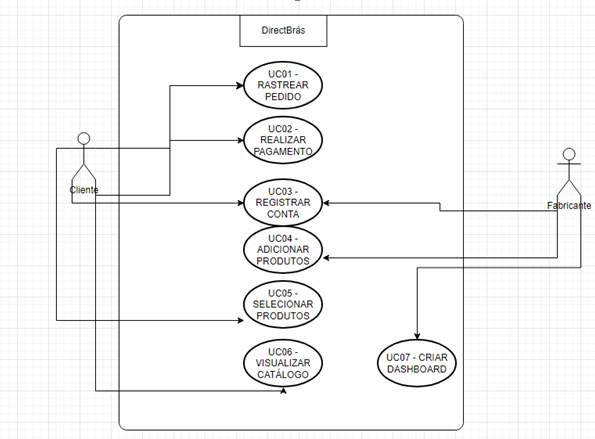 DirectBrás
UC01 -
RASTREAR
PEDIDO
UC02 -
REALIZAR
PAGAMENTO
Cliente
UC03 -
REGISTRAR
CONTA
Fabricante
UC04 -
ADICIONAR
PRODUTOS
UC05 -
SELECIONAR
PRODUTOS
UC06 -
VISUALIZAR
CATÁLOGO
UC07 - CRIAR
DASHBOARD